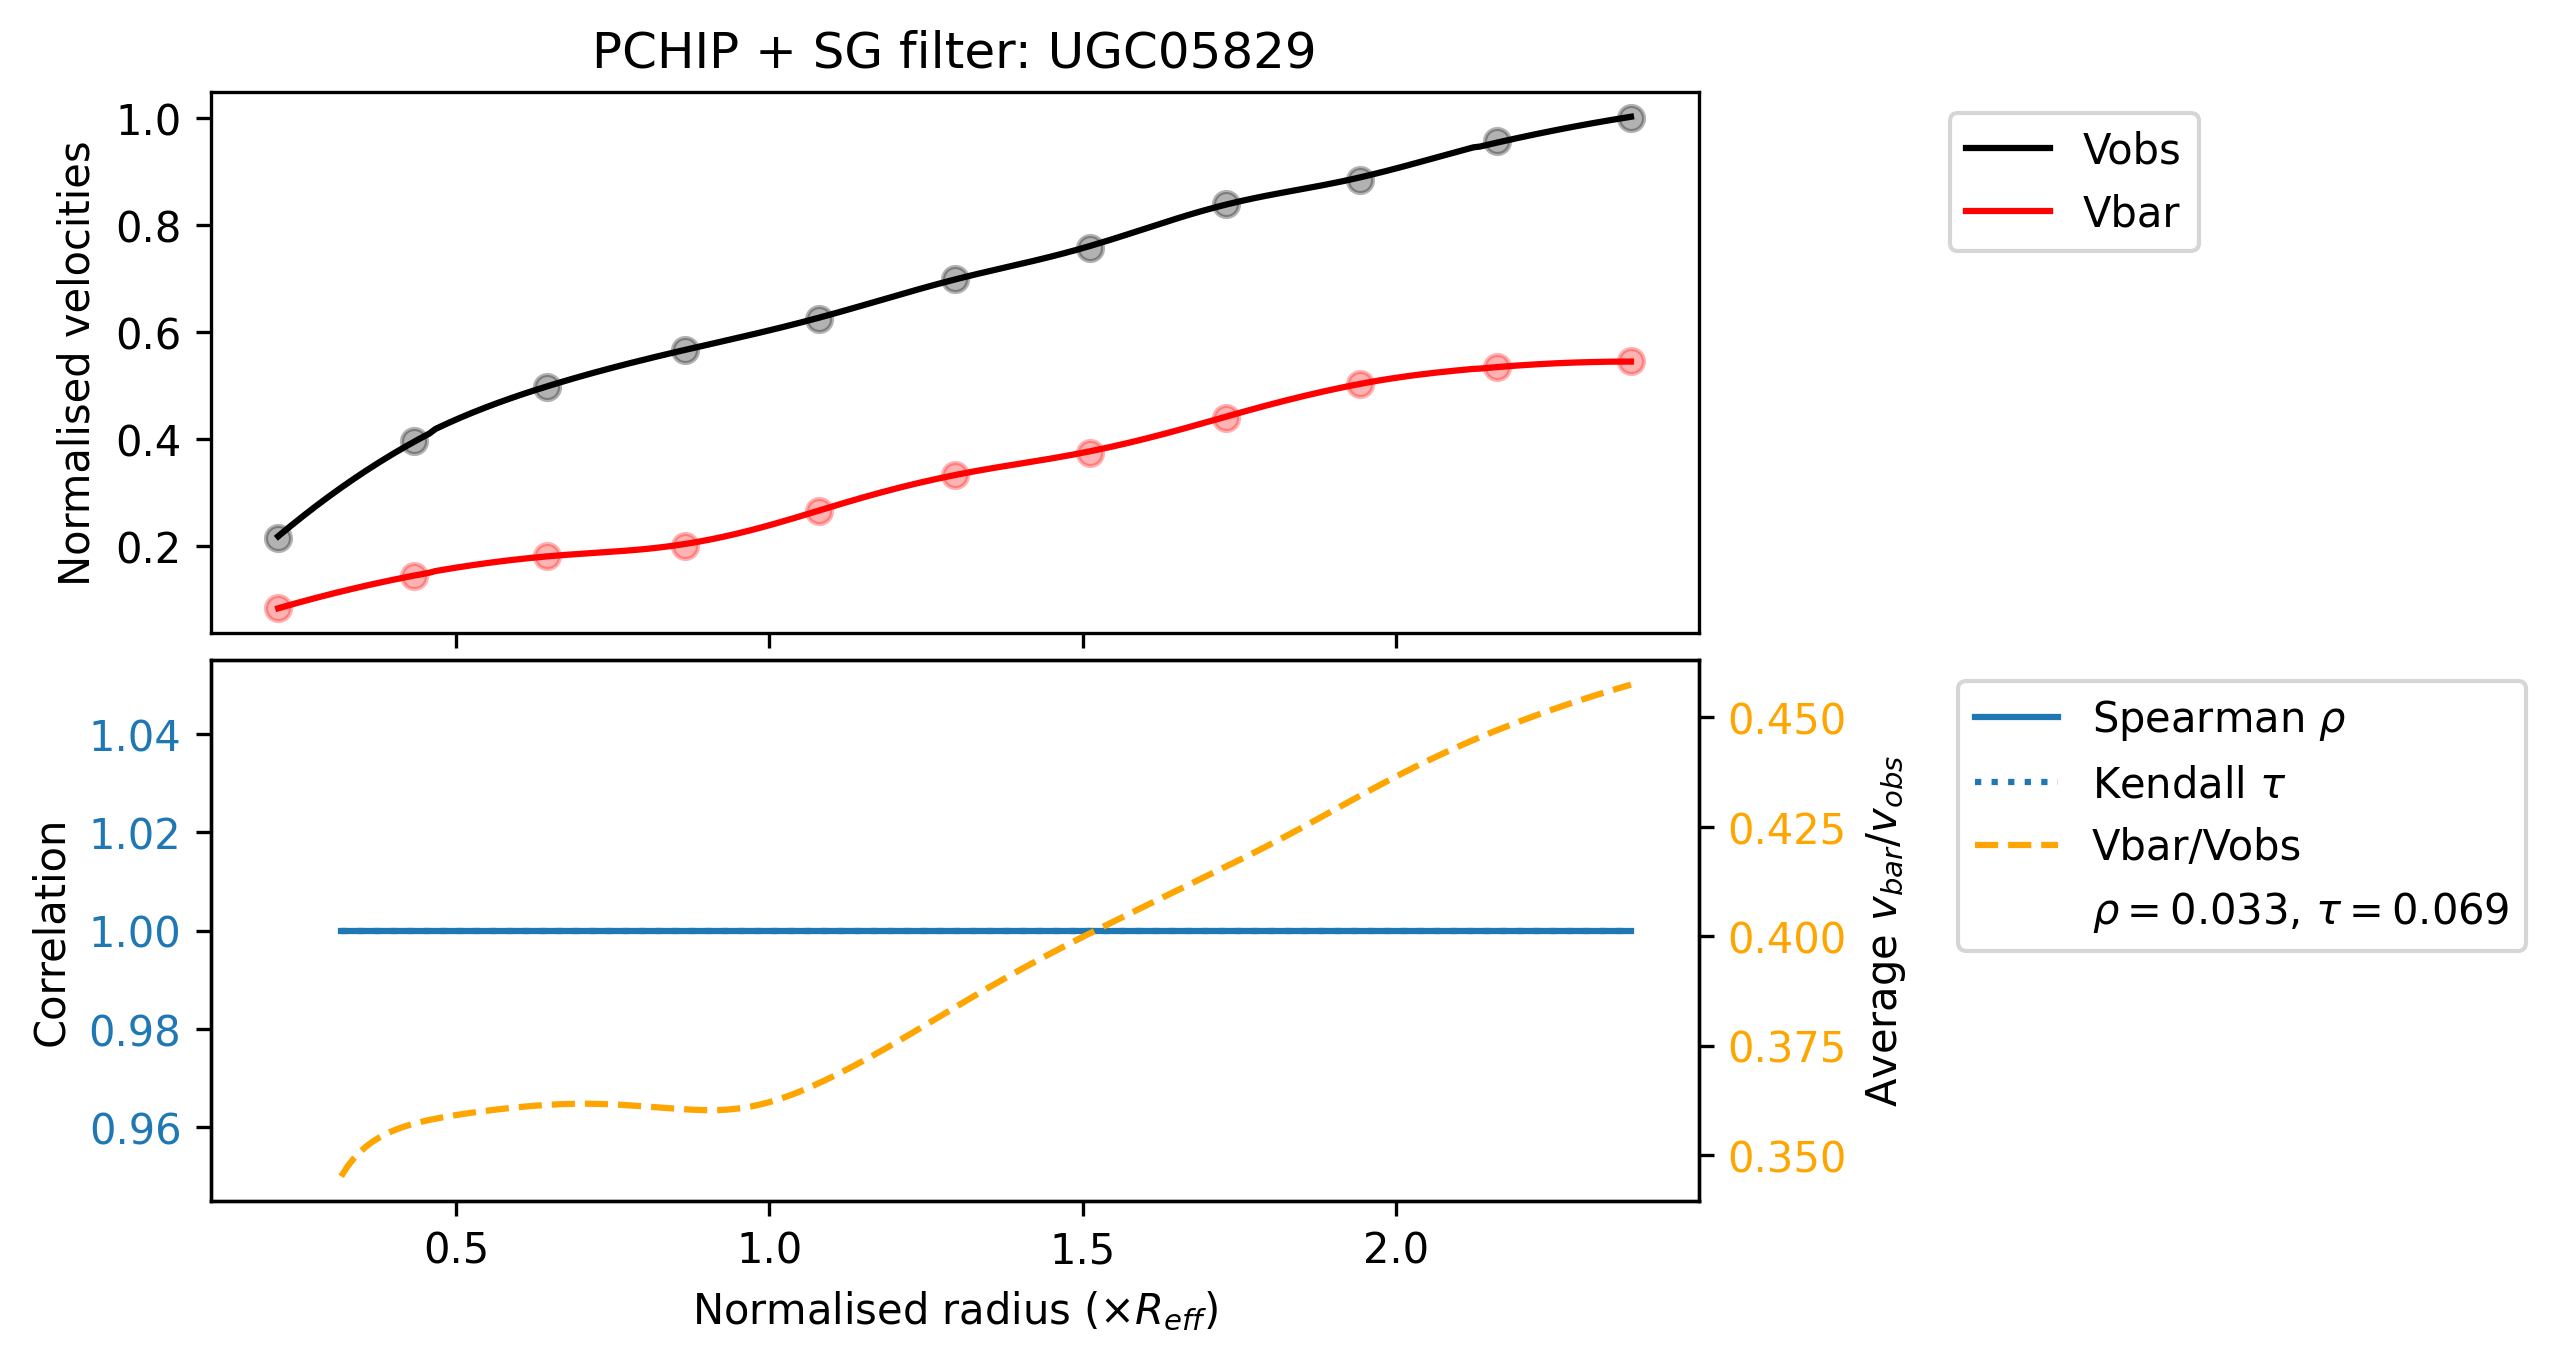 PCHIP + SG filter: UGC05829
Normalised velocities
1.0
0.8
0.6
0.4
0.2
Vobs
Vbar
Correlation
1.04
1.02
1.00
0.98
0.96
0.450
0.425
0.400
0.375
0.350
Average v_bar/v_obs
Spearman ρ
Kendall τ
Vbar/Vobs
ρ = 0.033, τ = 0.069
0.5 1.0 1.5 2.0
Normalised radius (×R_eff)